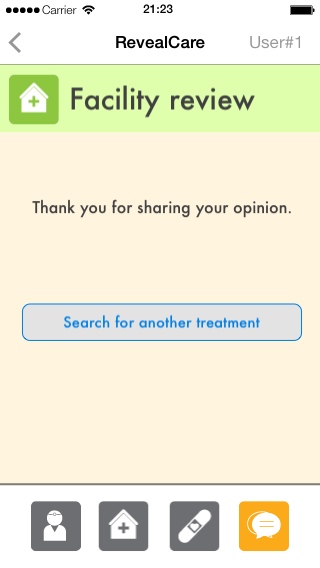 Carrier 21:23
RevealCare User#1
Facility review
Thank you for sharing your opinion.
Search for another treatment